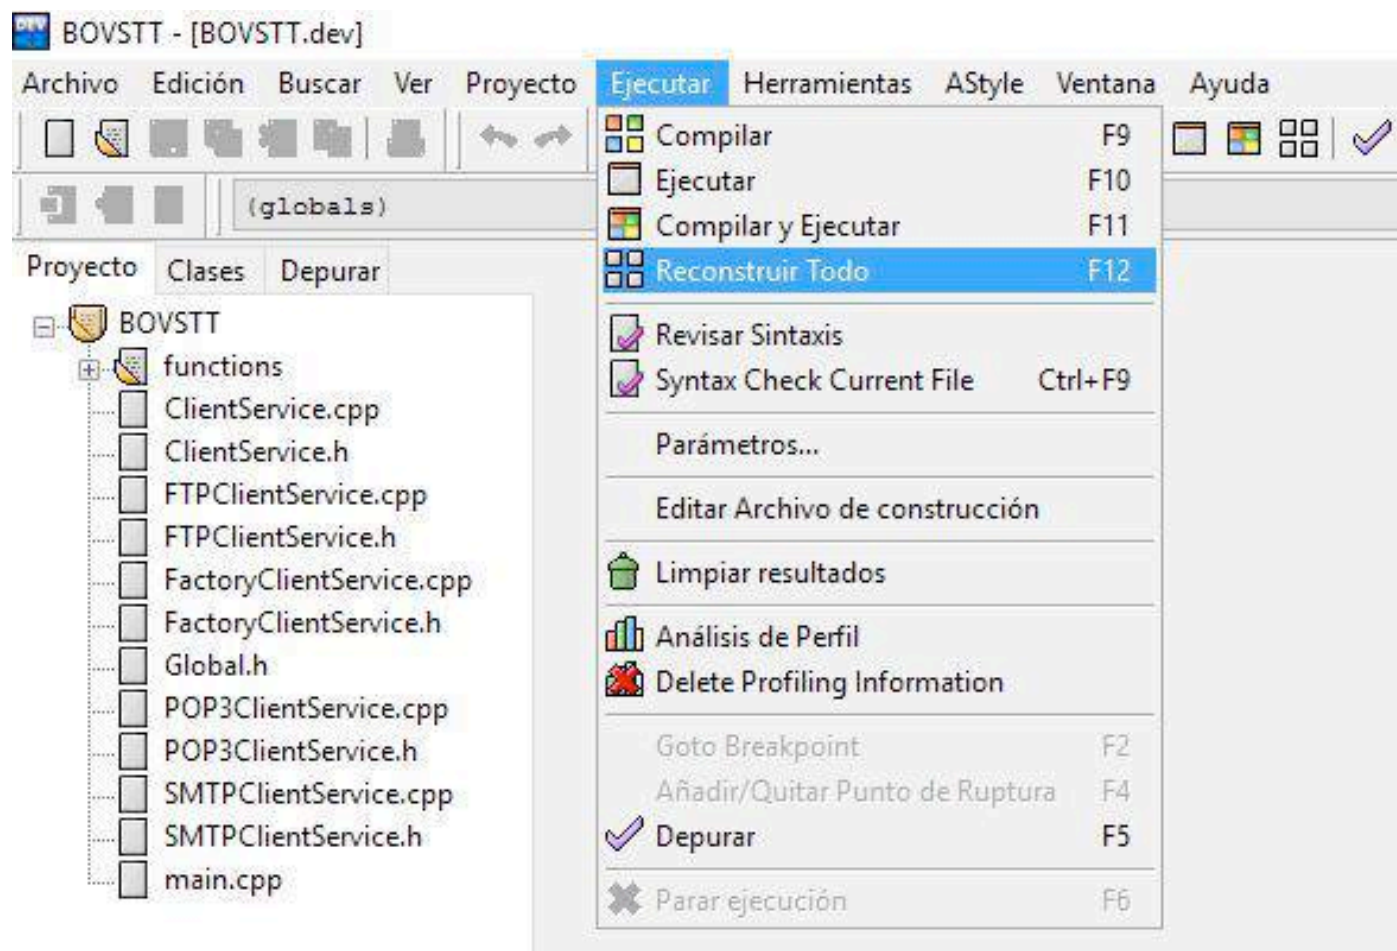 BOVSTT - [BOVSTT.dev]
Archivo Edición Buscar Ver Proyecto Ejecutar Herramientas AStyle Ventana Ayuda
(globals)
Proyecto Clases Depurar
BOVSTT
functions
ClientService.cpp
ClientService.h
FTPClientService.cpp
FTPClientService.h
FactoryClientService.cpp
FactoryClientService.h
Global.h
POP3ClientService.cpp
POP3ClientService.h
SMTPClientService.cpp
SMTPClientService.h
main.cpp
Compilar F9
Ejecutar F10
Compilar y Ejecutar F11
Reconstruir Todo F12
Revisar Sintaxis
Syntax Check Current File Ctrl+F9
Parámetros...
Editar Archivo de construcción
Limpiar resultados
Análisis de Perfil
Delete Profiling Information
Goto Breakpoint F2
Añadir/Quitar Punto de Ruptura F4
Depurar F5
Parar ejecución F6